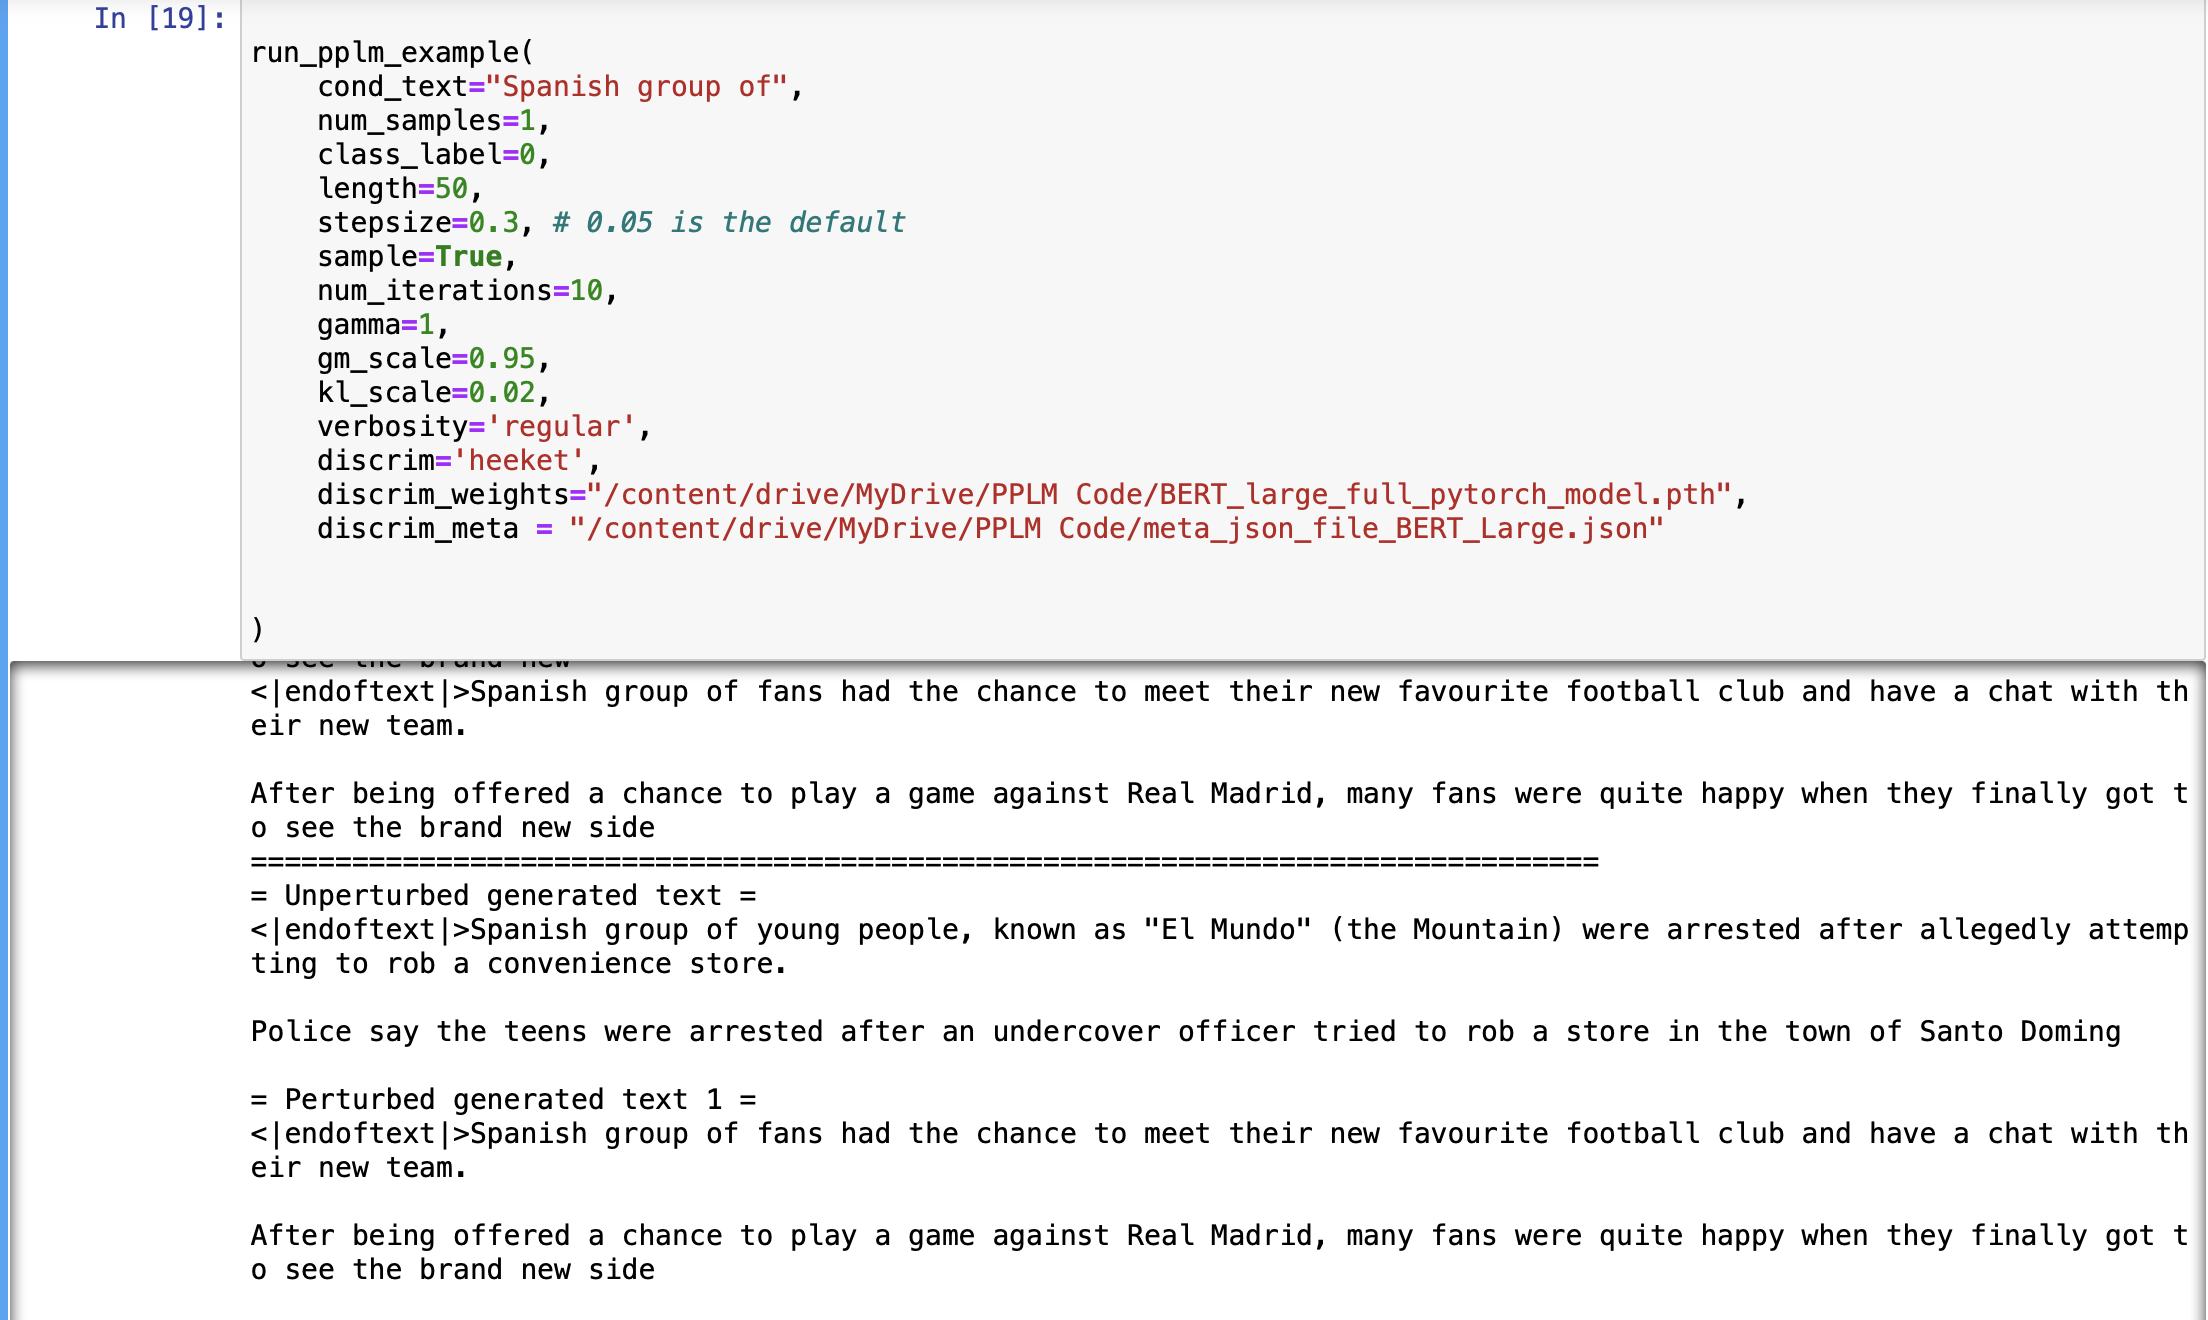 In [19]:
run_pplm_example(
    cond_text="Spanish group of",
    num_samples=1,
    class_label=0,
    length=50,
    stepsize=0.3, # 0.05 is the default
    sample=True,
    num_iterations=10,
    gamma=1,
    gm_scale=0.95,
    kl_scale=0.02,
    verbosity='regular',
    discrim='heeket',
    discrim_weights="/content/drive/MyDrive/PPLM Code/BERT_large_full_pytorch_model.pth",
    discrim_meta = "/content/drive/MyDrive/PPLM Code/meta_json_file_BERT_Large.json"
)
o see the brand new
<|endoftext|>Spanish group of fans had the chance to meet their new favourite football club and have a chat with th
eir new team.
After being offered a chance to play a game against Real Madrid, many fans were quite happy when they finally got t
o see the brand new side
================================================================================
= Unperturbed generated text =
<|endoftext|>Spanish group of young people, known as "El Mundo" (the Mountain) were arrested after allegedly attemp
ting to rob a convenience store.
Police say the teens were arrested after an undercover officer tried to rob a store in the town of Santo Doming
= Perturbed generated text 1 =
<|endoftext|>Spanish group of fans had the chance to meet their new favourite football club and have a chat with th
eir new team.
After being offered a chance to play a game against Real Madrid, many fans were quite happy when they finally got t
o see the brand new side